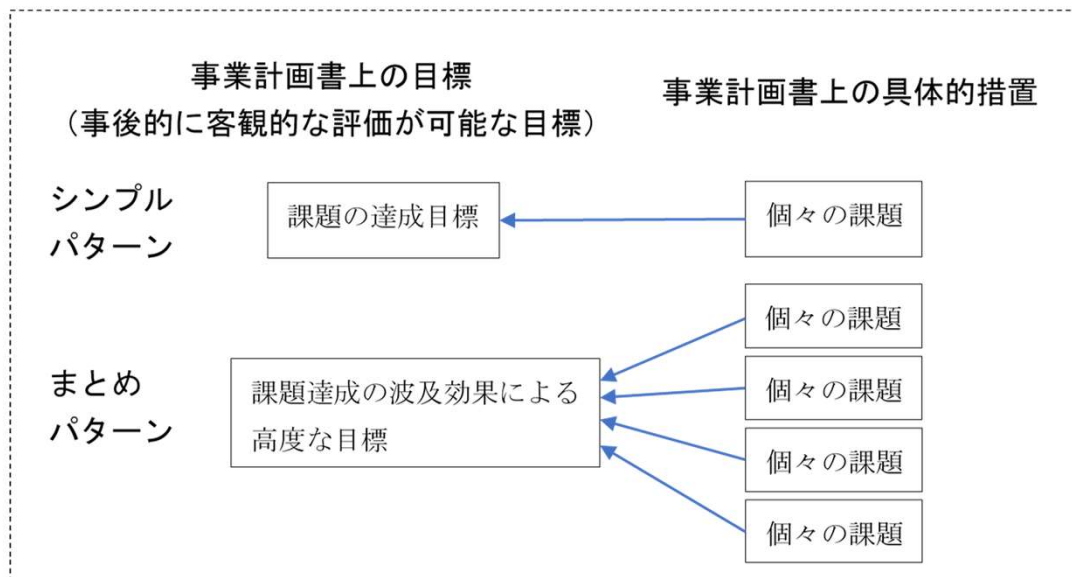 事業計画書上の目標
（事後的に客観的な評価が可能な目標）
事業計画書上の具体的措置
シンプル
パターン
課題の達成目標
個々の課題
まとめ
パターン
課題達成の波及効果による
高度な目標
個々の課題
個々の課題
個々の課題
個々の課題